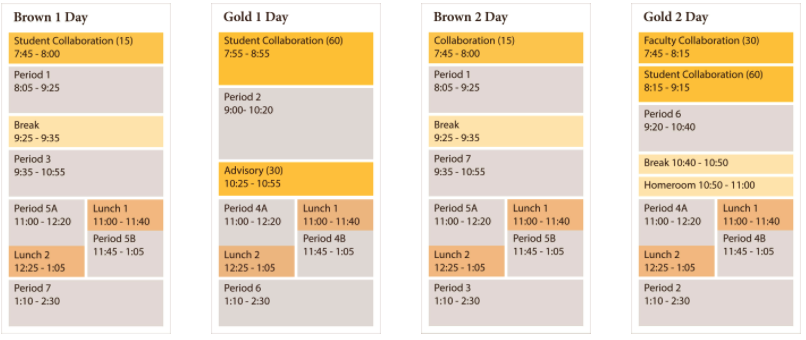 Brown 1 Day
Student Collaboration (15)
7:45 - 8:00
Period 1
8:05 - 9:25
Break
9:25 - 9:35
Period 3
9:35 - 10:55
Period 5A
11:00 - 12:20
Lunch 1
11:00 - 11:40
Lunch 2
12:25 - 1:05
Period 5B
11:45 - 1:05
Period 7
1:10 - 2:30
Gold 1 Day
Student Collaboration (60)
7:55 - 8:55
Period 2
9:00- 10:20
Advisory (30)
10:25 - 10:55
Period 4A
11:00 - 12:20
Lunch 1
11:00 - 11:40
Lunch 2
12:25 - 1:05
Period 4B
11:45 - 1:05
Period 6
1:10 - 2:30
Brown 2 Day
Collaboration (15)
7:45 - 8:00
Period 1
8:05 - 9:25
Break
9:25 - 9:35
Period 7
9:35 - 10:55
Period 5A
11:00 - 12:20
Lunch 1
11:00 - 11:40
Lunch 2
12:25 - 1:05
Period 5B
11:45 - 1:05
Period 3
1:10 - 2:30
Gold 2 Day
Faculty Collaboration (30)
7:45 - 8:15
Student Collaboration (60)
8:15 - 9:15
Period 6
9:20 - 10:40
Break 10:40 - 10:50
Homeroom 10:50 - 11:00
Period 4A
11:00 - 12:20
Lunch 1
11:00 - 11:40
Lunch 2
12:25 - 1:05
Period 4B
11:45 - 1:05
Period 2
1:10 - 2:30